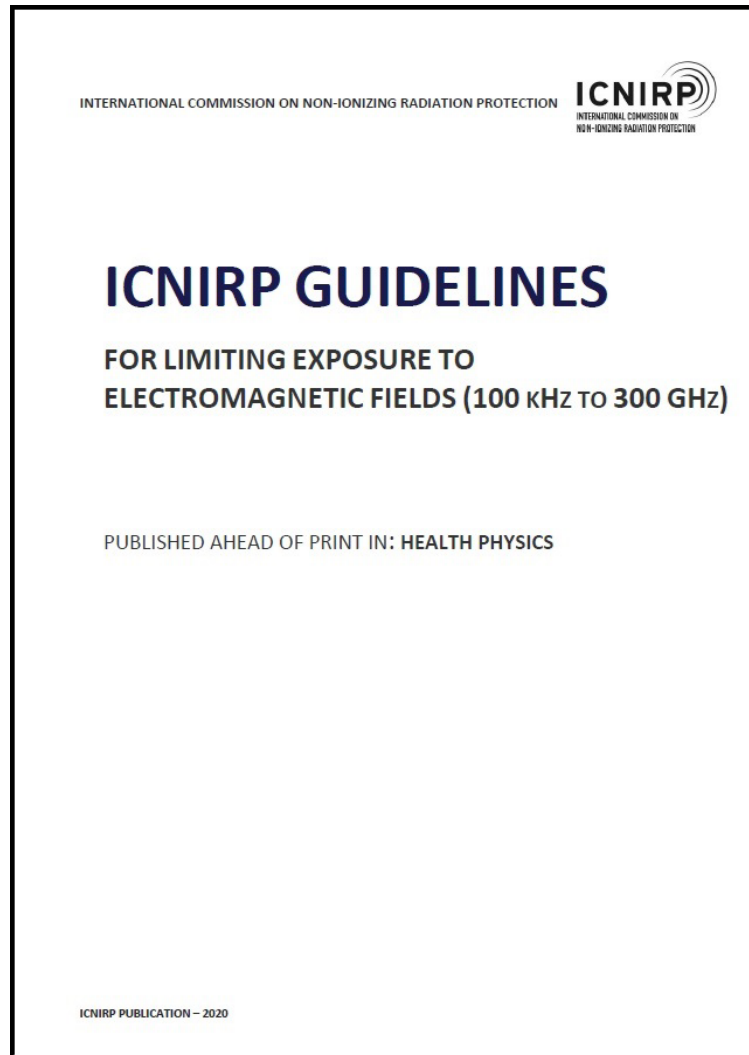 INTERNATIONAL COMMISSION ON NON-IONIZING RADIATION PROTECTION
ICNIRP
INTERNATIONAL COMMISSION ON
NON-IONIZING RADIATION PROTECTION
ICNIRP GUIDELINES
FOR LIMITING EXPOSURE TO
ELECTROMAGNETIC FIELDS (100 KHZ TO 300 GHZ)
PUBLISHED AHEAD OF PRINT IN: HEALTH PHYSICS
ICNIRP PUBLICATION – 2020